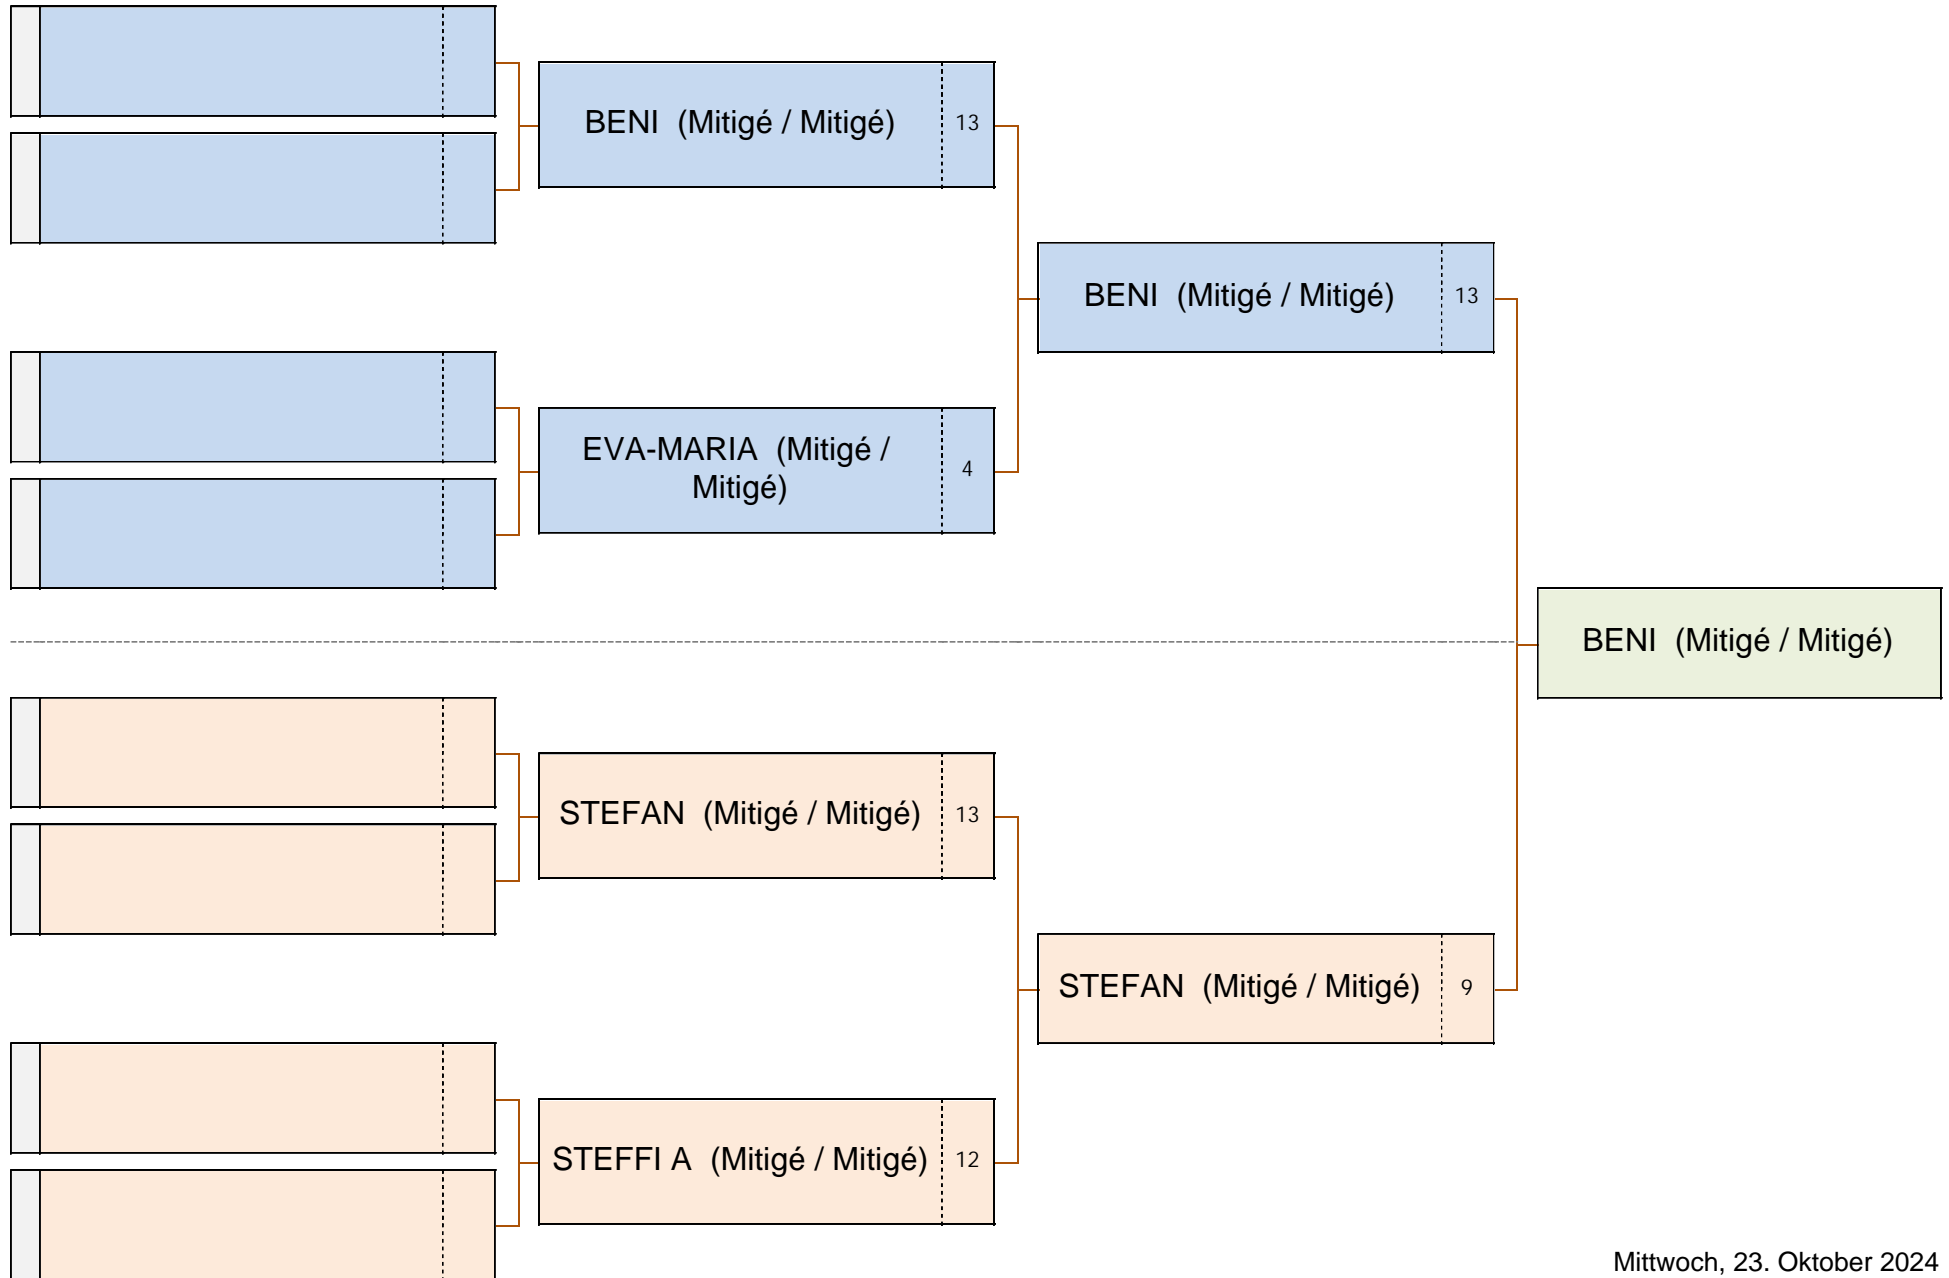 BENI (Mitigé / Mitigé) 13
BENI (Mitigé / Mitigé) 13
EVA-MARIA (Mitigé /
Mitigé) 4
BENI (Mitigé / Mitigé)
STEFAN (Mitigé / Mitigé) 13
STEFAN (Mitigé / Mitigé) 9
STEFFI A (Mitigé / Mitigé) 12
Mittwoch, 23. Oktober 2024